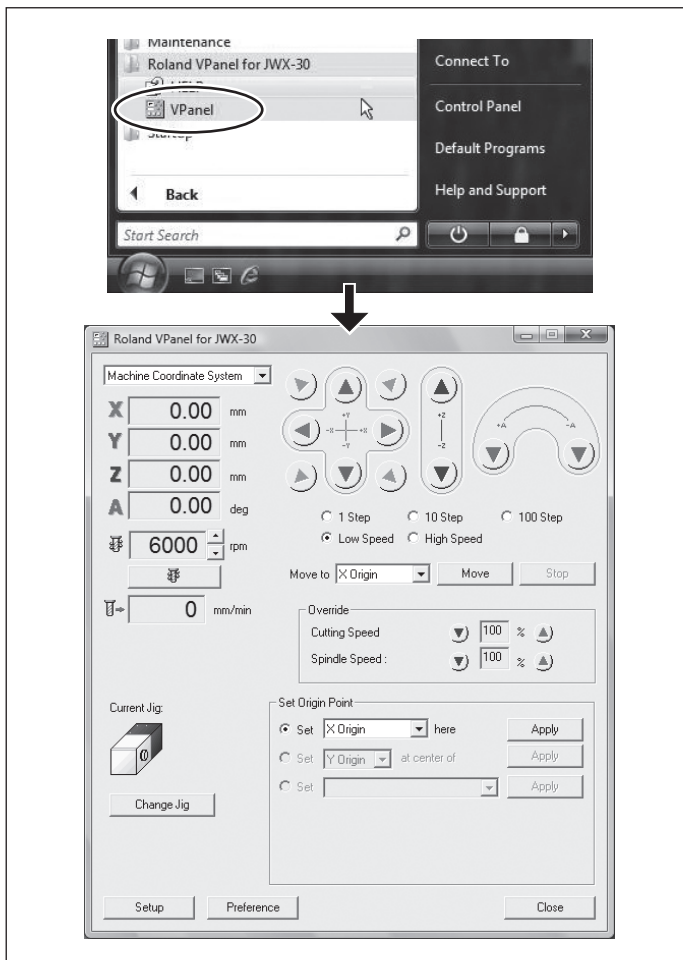 Maintenance
Roland VPanel for JWX-30
HELP
VPanel
Startup
Back
Start Search
Connect To
Control Panel
Default Programs
Help and Support
Roland VPanel for JWX-30
Machine Coordinate System
X 0.00 mm
Y 0.00 mm
Z 0.00 mm
A 0.00 deg
6000 rpm
0 mm/min
+Y
-X +X
-Y
+Z
-Z
+A -A
1 Step 10 Step 100 Step
Low Speed High Speed
Move to X Origin Move Stop
Override
Cutting Speed 100 %
Spindle Speed : 100 %
Current Jig:
Change Jig
Set Origin Point
Set X Origin here Apply
Set Y Origin at center of Apply
Set Apply
Setup Preference Close